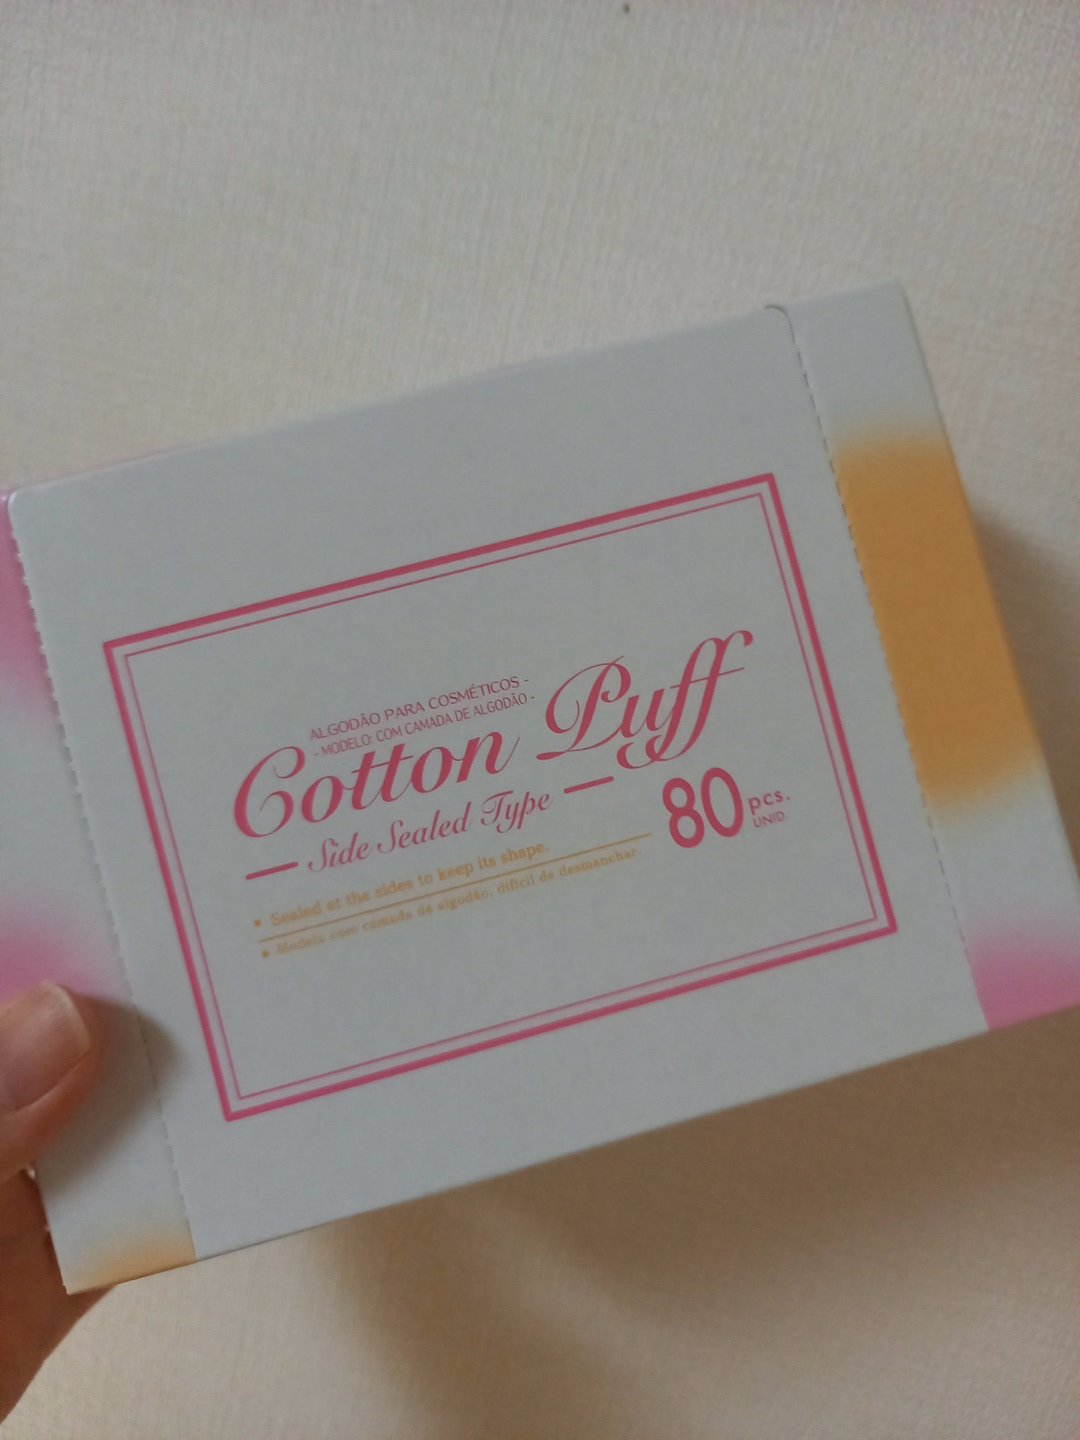 ALGODÃO PARA COSMÉTICOS -
- MODELO: COM CAMADA DE ALGODÃO -
Cotton Puff
Side Sealed Type
80 pcs.
UNID.
Sealed at the sides to keep its shape.
Modelo com camada de algodão, difícil de desmanchar.